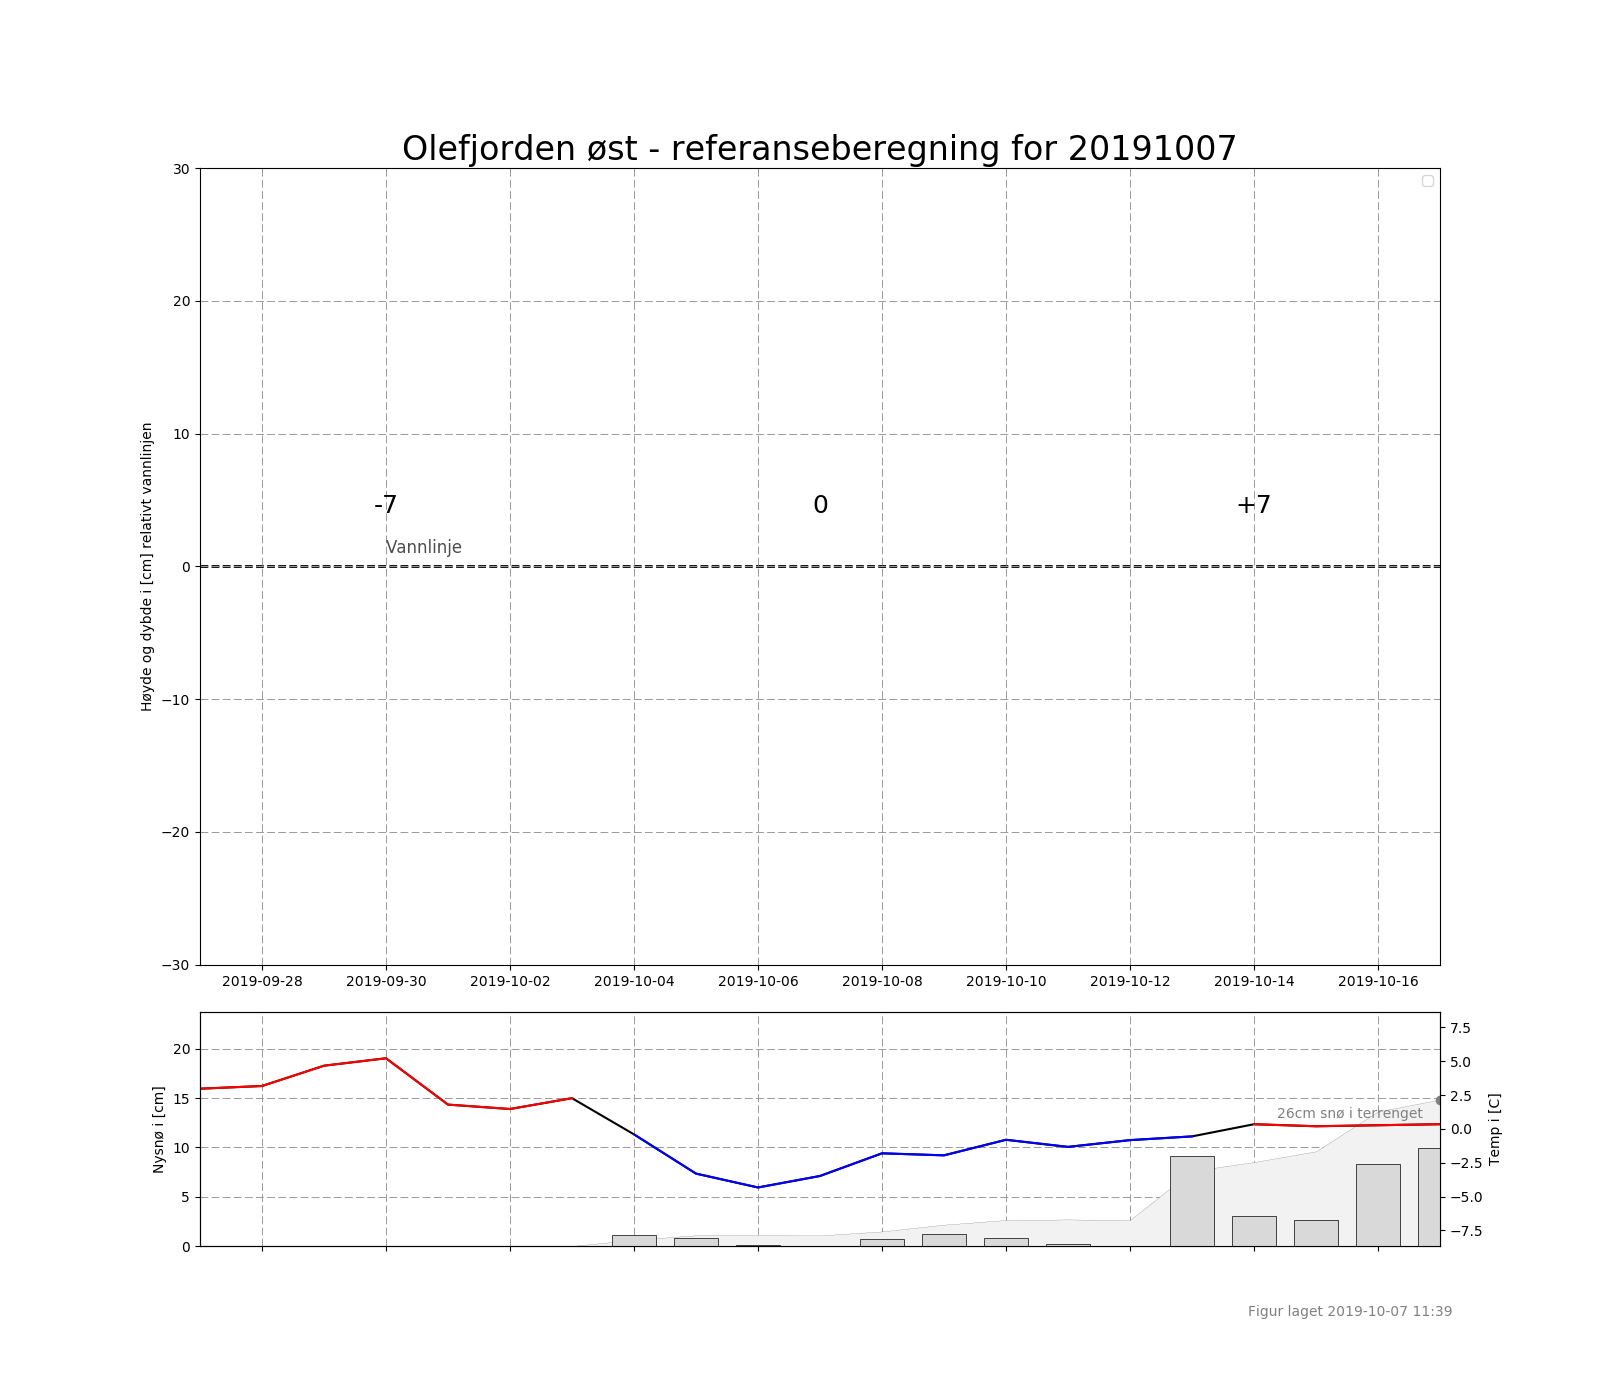 Olefjorden øst - referanseberegning for 20191007
30
20
10
0
−10
−20
−30
Høyde og dybde i [cm] relativt vannlinjen
-7
0
+7
Vannlinje
2019-09-28 2019-09-30 2019-10-02 2019-10-04 2019-10-06 2019-10-08 2019-10-10 2019-10-12 2019-10-14 2019-10-16
20
15
10
5
0
Nysnø i [cm]
26cm snø i terrenget
7.5
5.0
2.5
0.0
−2.5
−5.0
−7.5
Temp i [C]
Figur laget 2019-10-07 11:39